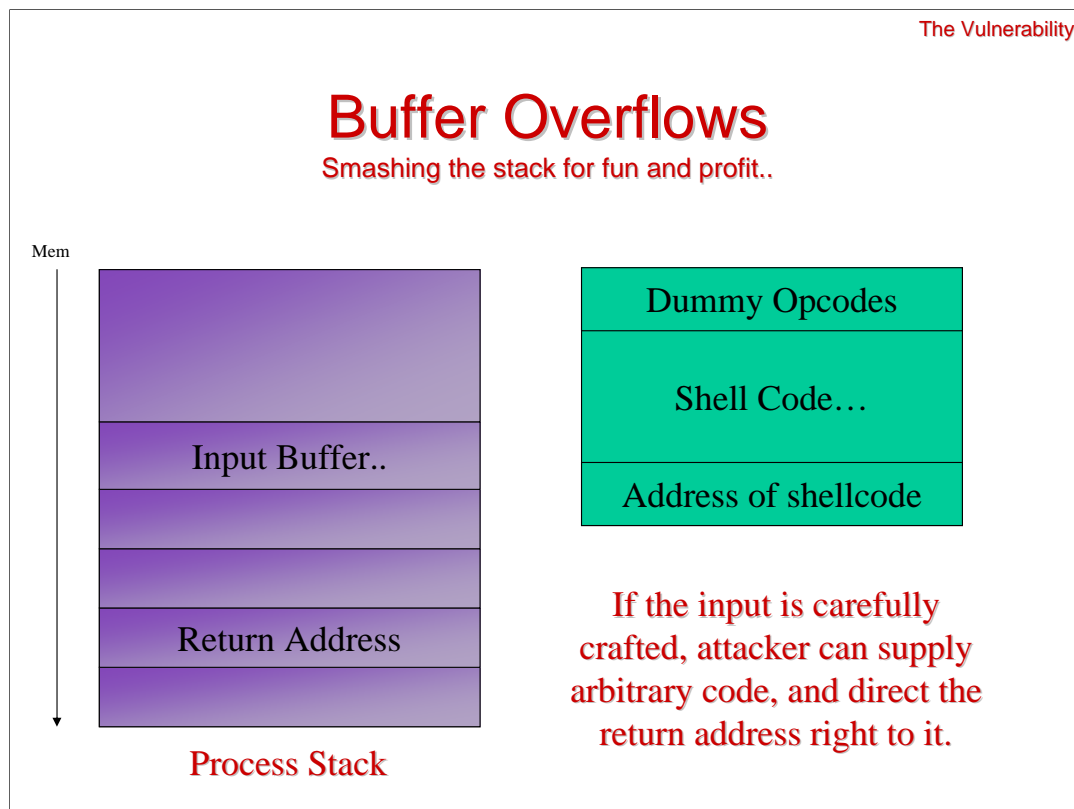 The Vulnerability
Buffer Overflows
Smashing the stack for fun and profit..
Mem
Input Buffer..
Return Address
Process Stack
Dummy Opcodes
Shell Code…
Address of shellcode
If the input is carefully
crafted, attacker can supply
arbitrary code, and direct the
return address right to it.